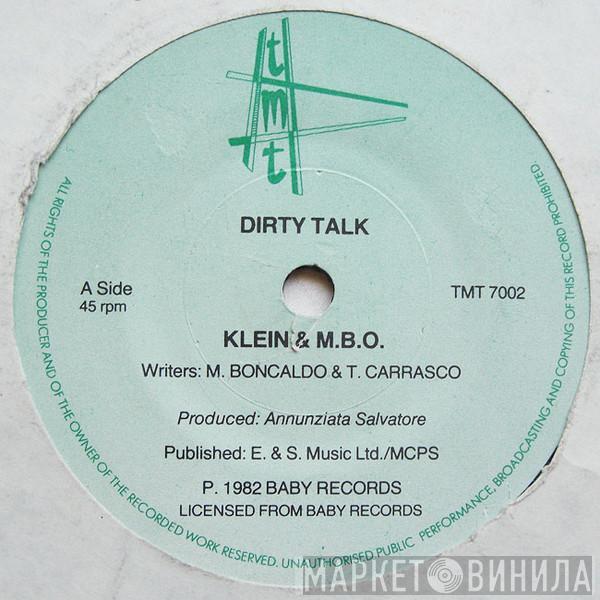 tmt
DIRTY TALK
A Side
45 rpm
TMT 7002
KLEIN & M.B.O.
Writers: M. BONCALDO & T. CARRASCO
Produced: Annunziata Salvatore
Published: E. & S. Music Ltd./MCPS
P. 1982 BABY RECORDS
LICENSED FROM BABY RECORDS
ALL RIGHTS OF THE PRODUCER AND OF THE OWNER OF THE RECORDED WORK RESERVED. UNAUTHORISED PUBLIC PERFORMANCE, BROADCASTING AND COPYING OF THIS RECORD PROHIBITED.
МАРКЕТ ВИНИЛА